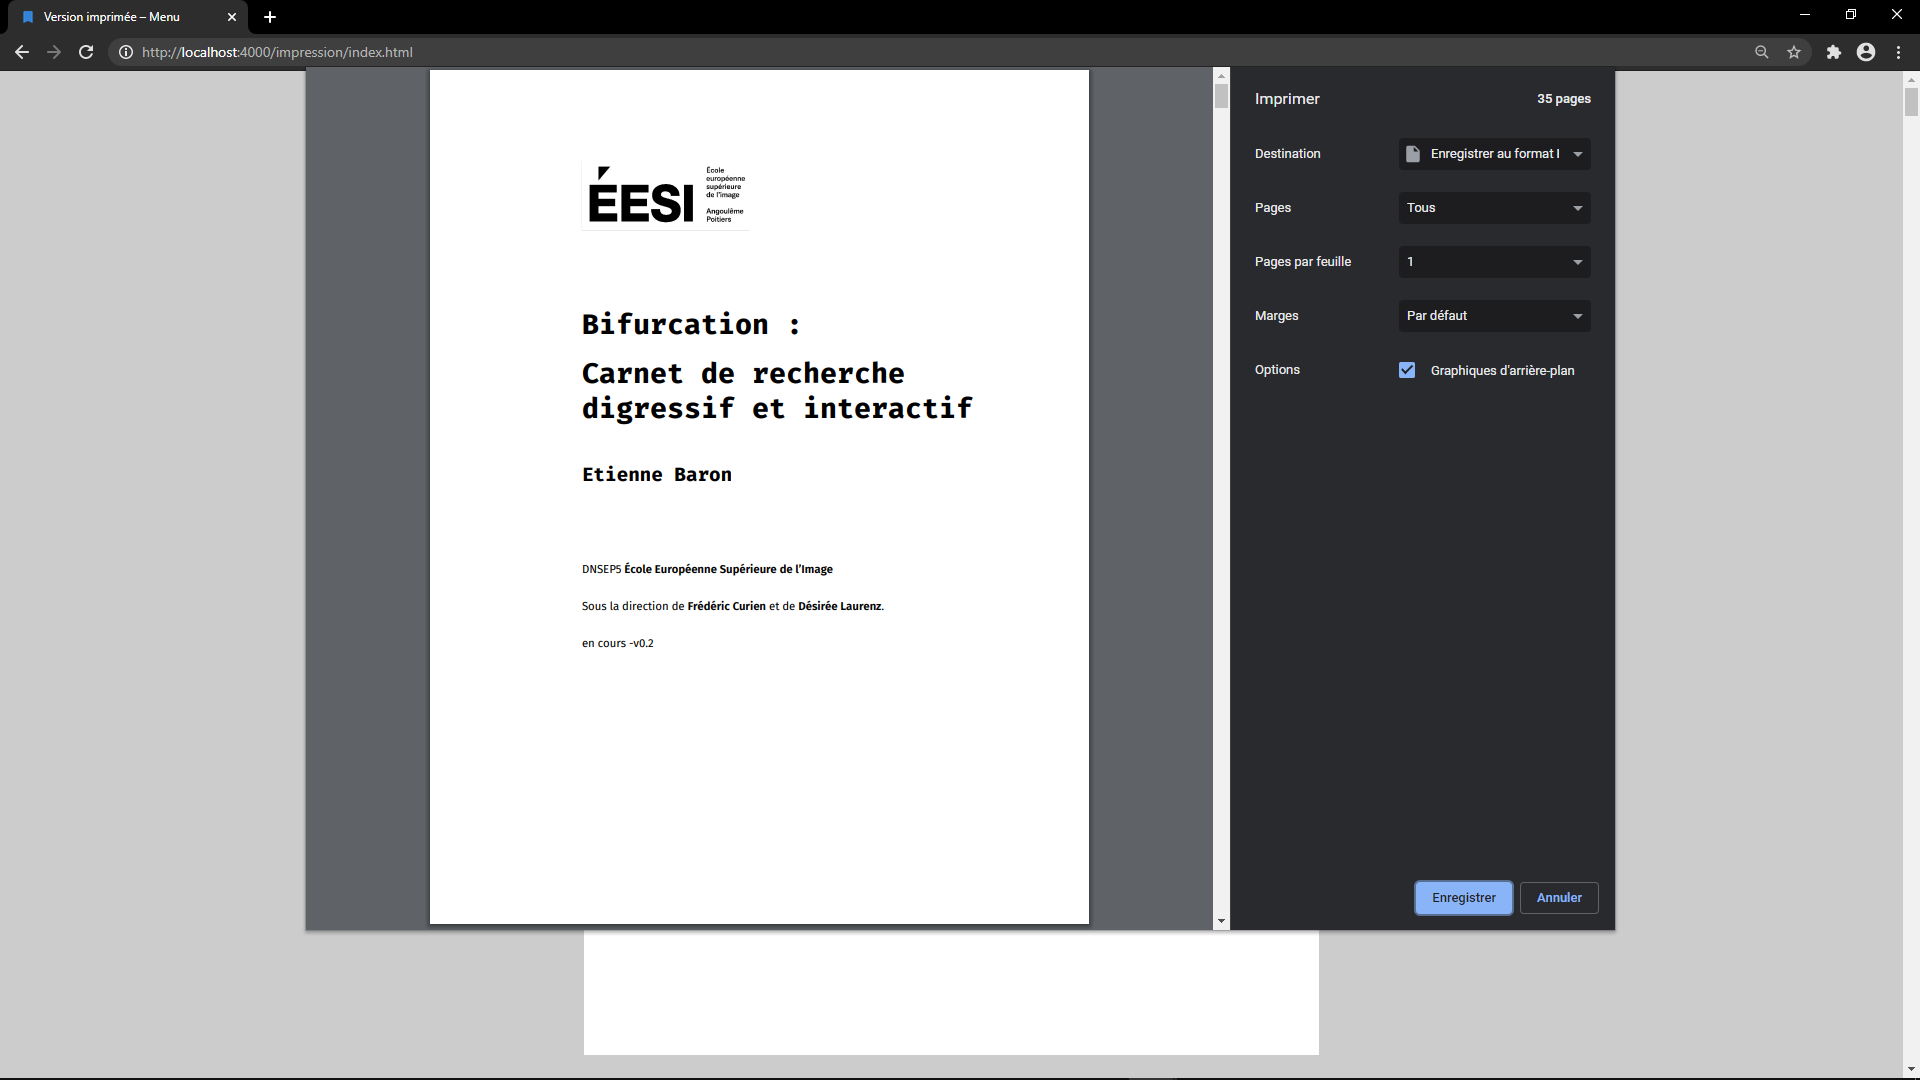 Version imprimée – Menu
http://localhost:4000/impression/index.html
ÉESI
École
européenne
supérieure
de l'image
Angoulême
Poitiers
Bifurcation :
Carnet de recherche
digressif et interactif
Etienne Baron
DNSEP5 École Européenne Supérieure de l'Image
Sous la direction de Frédéric Curien et de Désirée Laurenz.
en cours -v0.2
Imprimer
35 pages
Destination
Enregistrer au format
Pages
Tous
Pages par feuille
1
Marges
Par défaut
Options
Graphiques d'arrière-plan
Enregistrer
Annuler